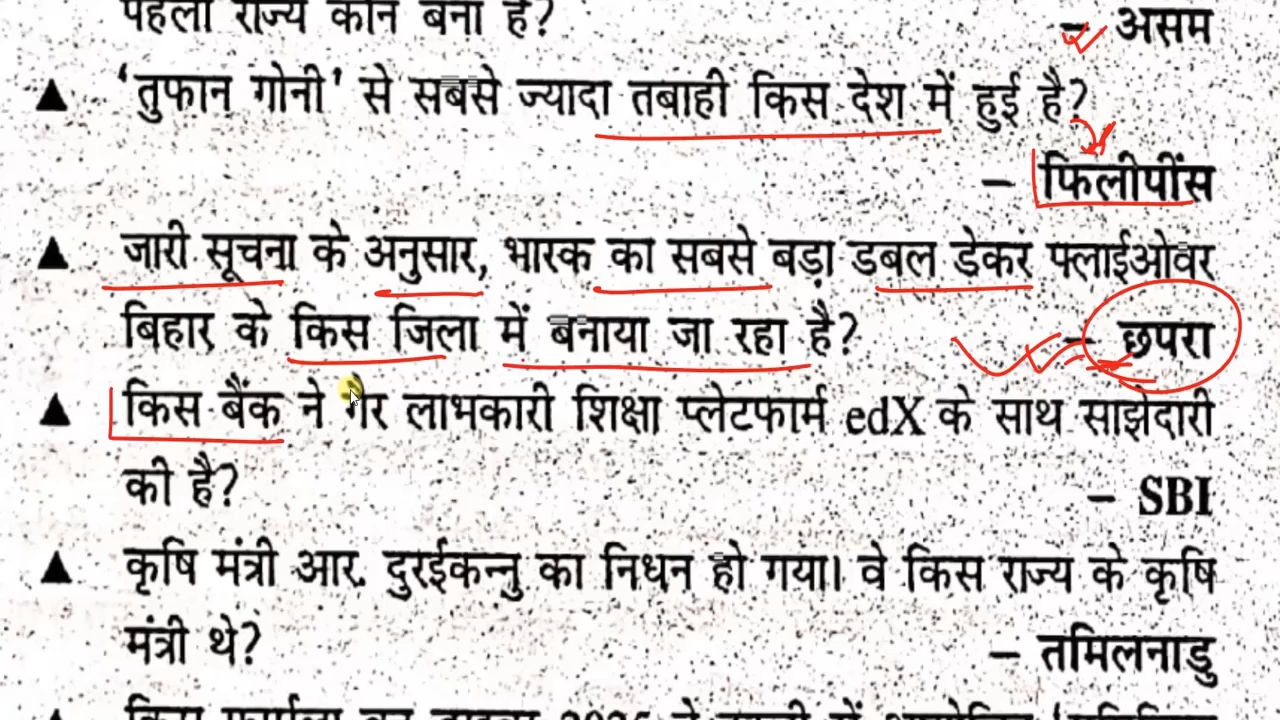 पहला राज्य कौन बना है? – असम
▲ 'तुफान गोनी' से सबसे ज्यादा तबाही किस देश में हुई है?
– फिलीपींस
▲ जारी सूचना के अनुसार, भारक का सबसे बड़ा डबल डेकर फ्लाईओवर
बिहार के किस जिला में बनाया जा रहा है? – छपरा
▲ किस बैंक ने गैर लाभकारी शिक्षा प्लेटफार्म edX के साथ साझेदारी
की है? – SBI
▲ कृषि मंत्री आर. दुरईकन्नु का निधन हो गया। वे किस राज्य के कृषि
मंत्री थे? – तमिलनाडु